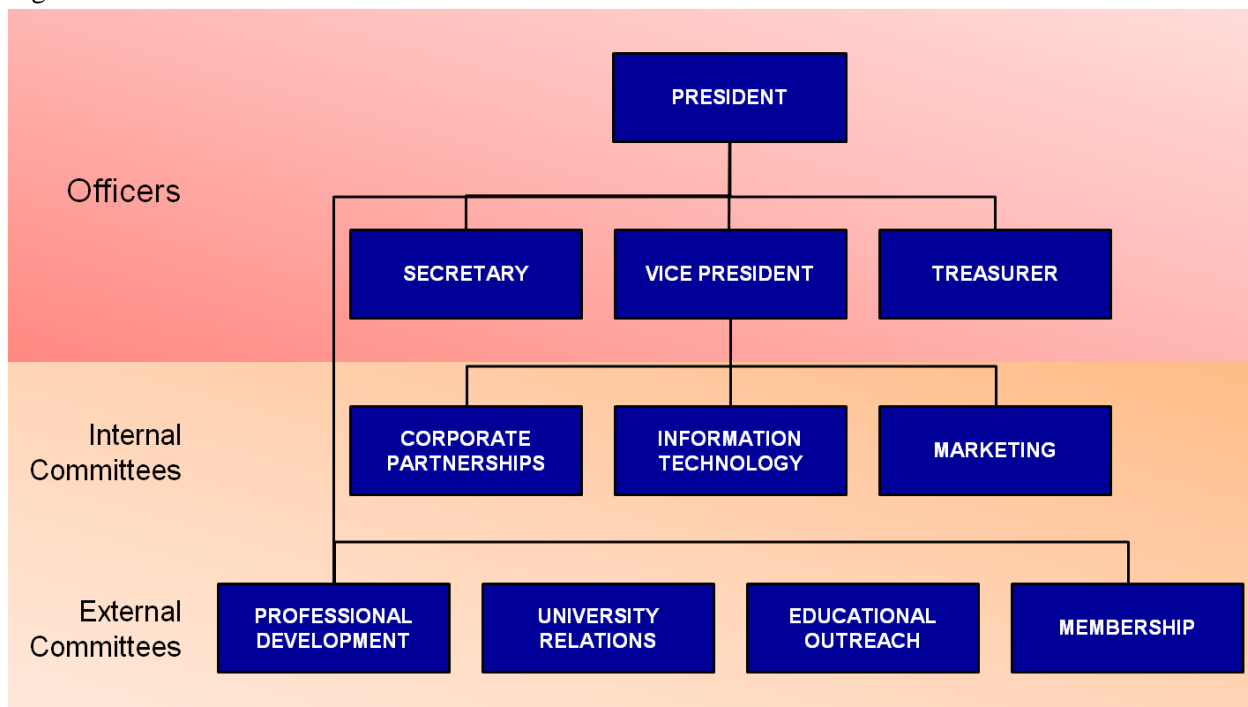 PRESIDENT
Officers
SECRETARY
VICE PRESIDENT
TREASURER
Internal
Committees
CORPORATE
PARTNERSHIPS
INFORMATION
TECHNOLOGY
MARKETING
External
Committees
PROFESSIONAL
DEVELOPMENT
UNIVERSITY
RELATIONS
EDUCATIONAL
OUTREACH
MEMBERSHIP